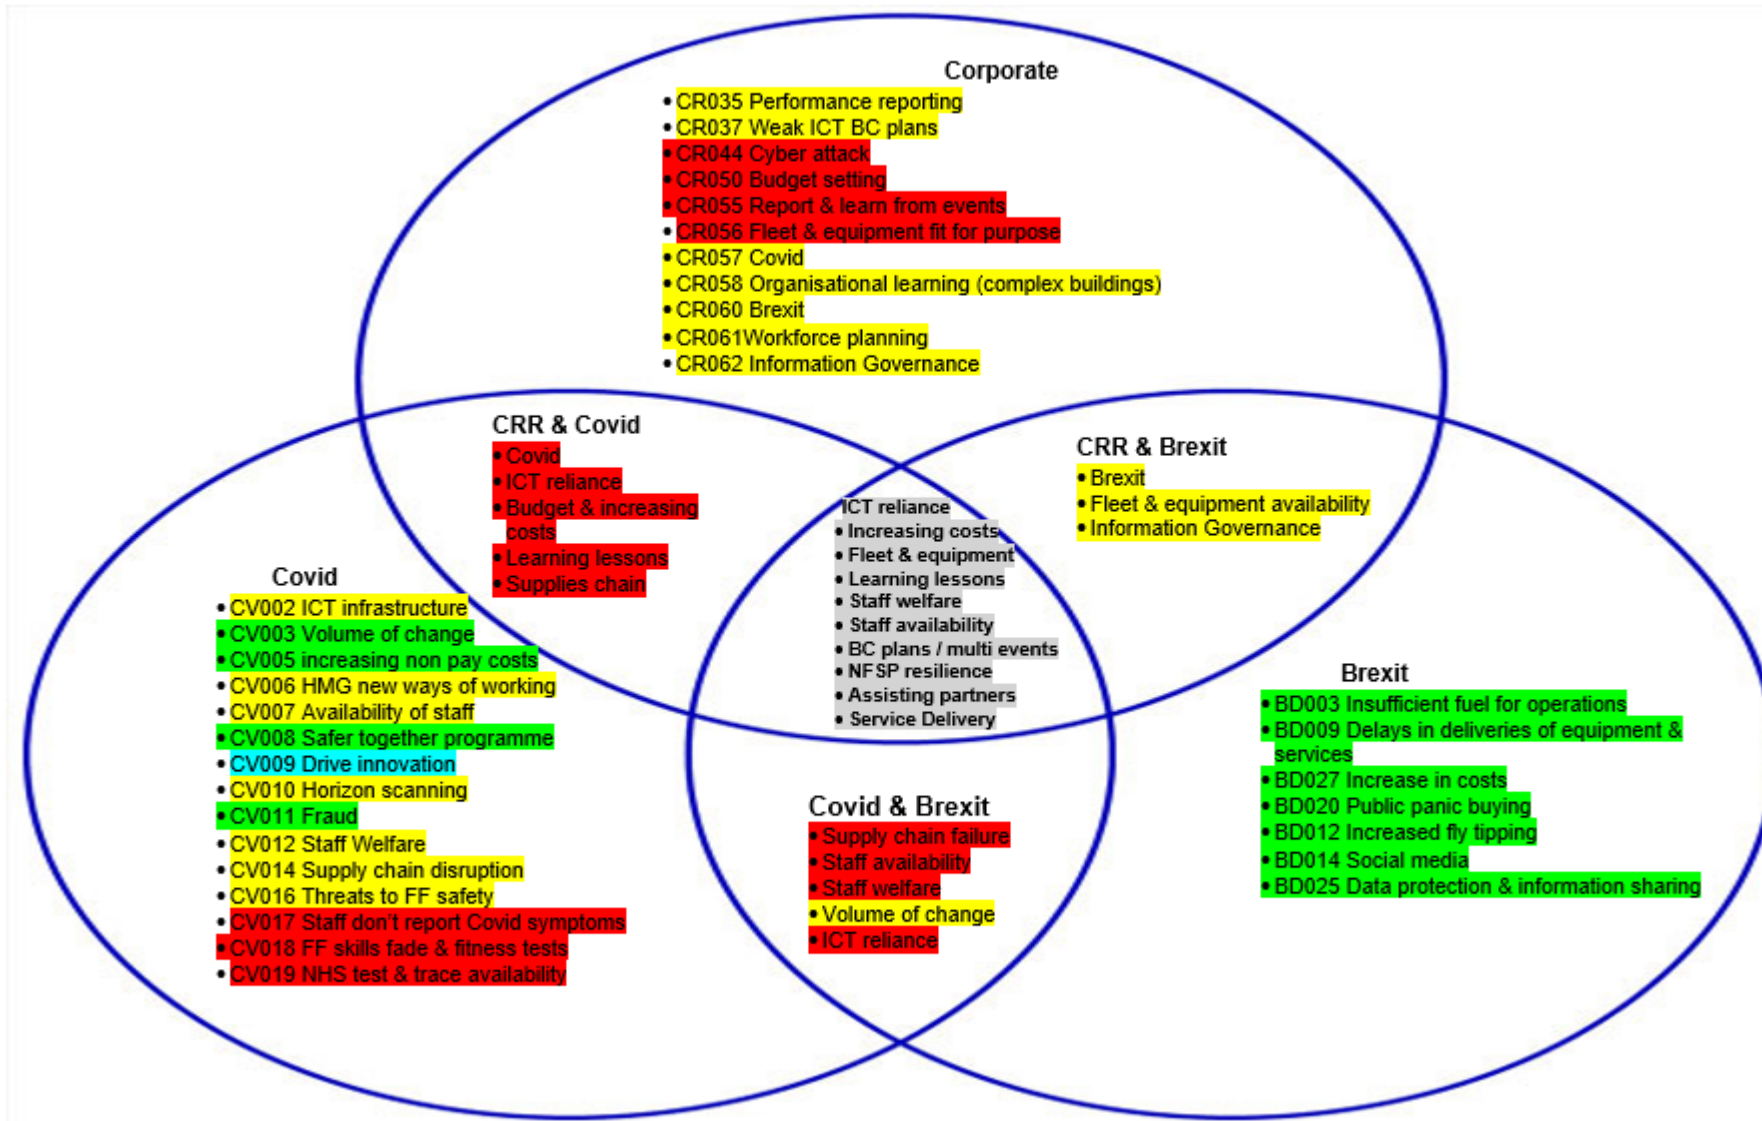 Corporate
• CR035 Performance reporting
• CR037 Weak ICT BC plans
• CR044 Cyber attack
• CR050 Budget setting
• CR055 Report & learn from events
• CR056 Fleet & equipment fit for purpose
• CR057 Covid
• CR058 Organisational learning (complex buildings)
• CR060 Brexit
• CR061Workforce planning
• CR062 Information Governance
CRR & Covid
• Covid
• ICT reliance
• Budget & increasing
costs
• Learning lessons
• Supplies chain
CRR & Brexit
• Brexit
• Fleet & equipment availability
• Information Governance
ICT reliance
• Increasing costs
• Fleet & equipment
• Learning lessons
• Staff welfare
• Staff availability
• BC plans / multi events
• NFSP resilience
• Assisting partners
• Service Delivery
Covid
• CV002 ICT infrastructure
• CV003 Volume of change
• CV005 increasing non pay costs
• CV006 HMG new ways of working
• CV007 Availability of staff
• CV008 Safer together programme
• CV009 Drive innovation
• CV010 Horizon scanning
• CV011 Fraud
• CV012 Staff Welfare
• CV014 Supply chain disruption
• CV016 Threats to FF safety
• CV017 Staff don't report Covid symptoms
• CV018 FF skills fade & fitness tests
• CV019 NHS test & trace availability
Covid & Brexit
• Supply chain failure
• Staff availability
• Staff welfare
• Volume of change
• ICT reliance
Brexit
• BD003 Insufficient fuel for operations
• BD009 Delays in deliveries of equipment &
services
• BD027 Increase in costs
• BD020 Public panic buying
• BD012 Increased fly tipping
• BD014 Social media
• BD025 Data protection & information sharing